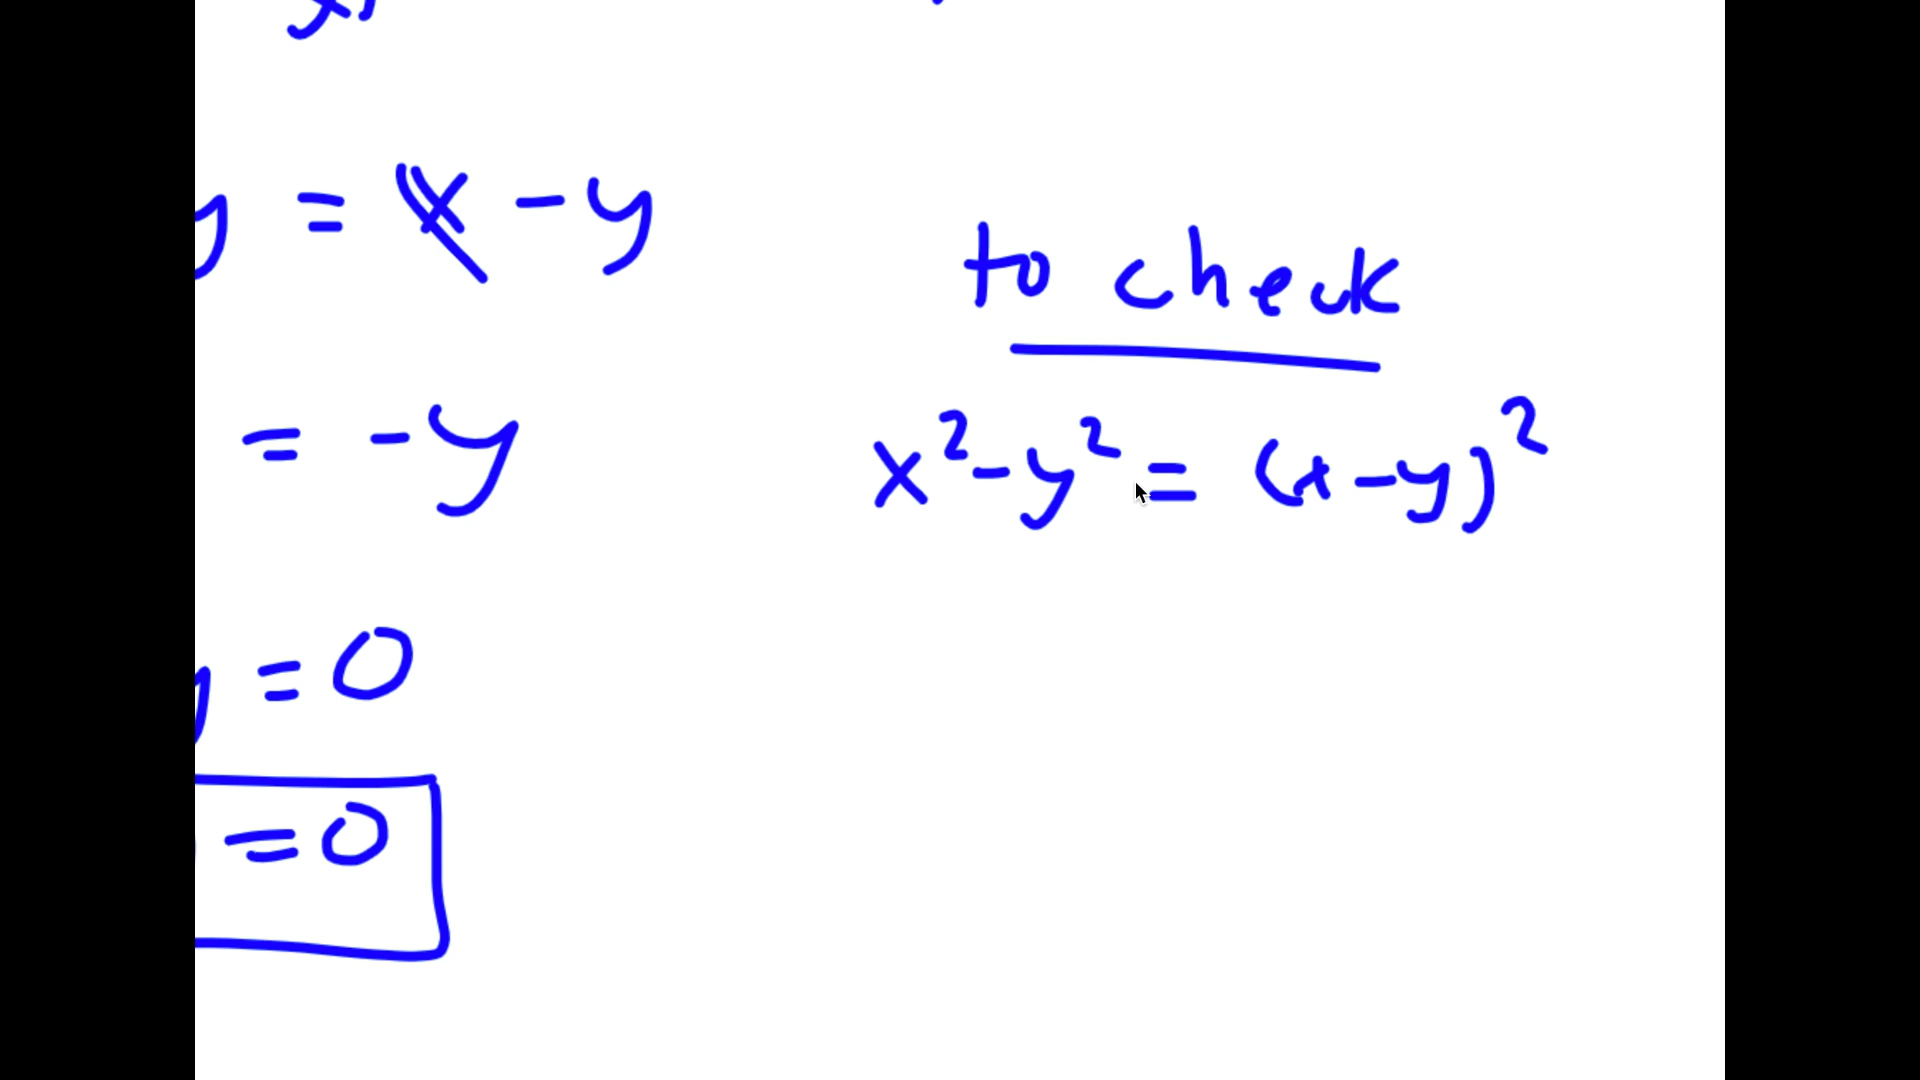 y = x - y
to check
= -y
x² - y² = (x - y)²
y = 0
= 0